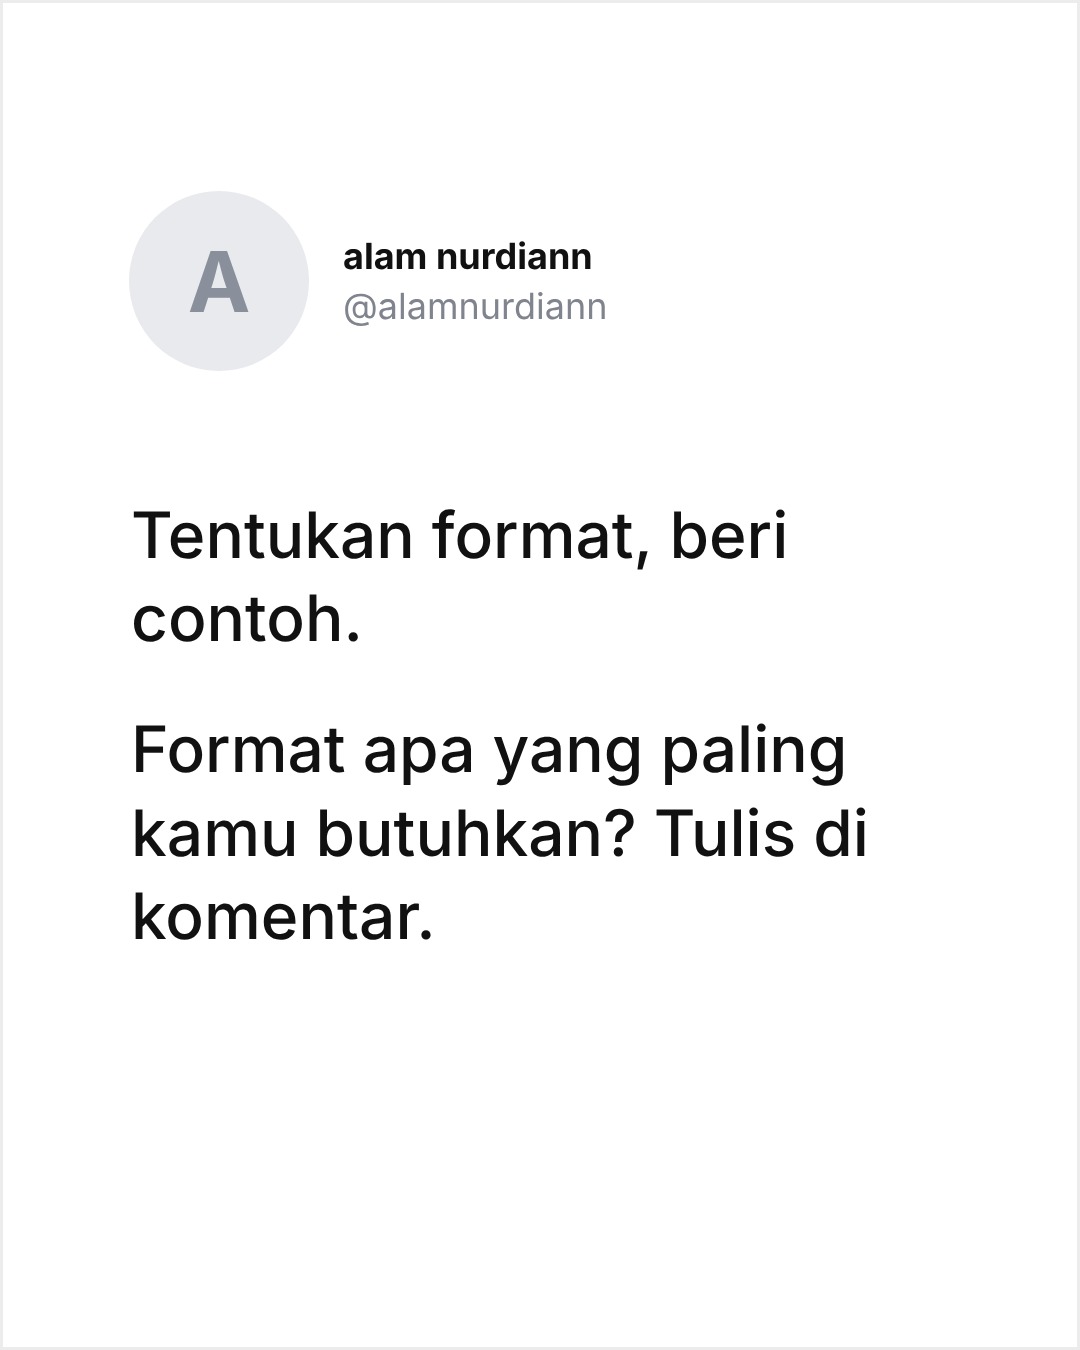 A
alam nurdiann
@alamnurdiann
Tentukan format, beri
contoh.
Format apa yang paling
kamu butuhkan? Tulis di
komentar.